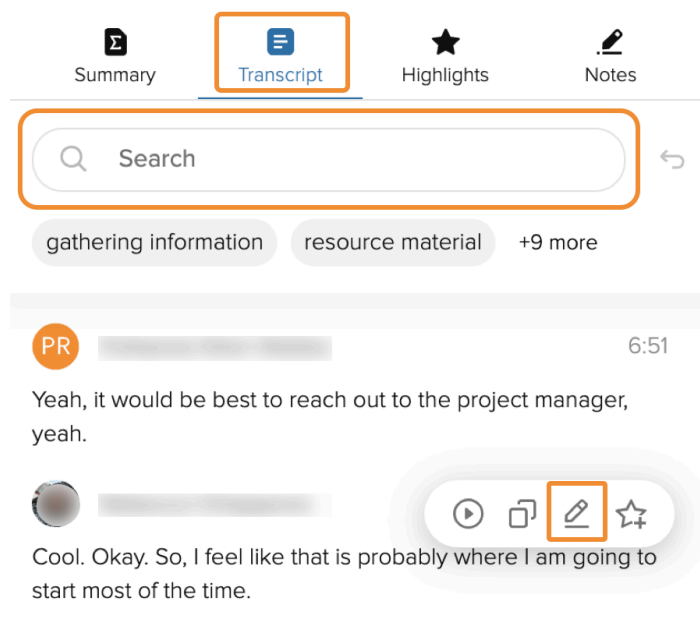 Summary Transcript Highlights Notes
Search
gathering information resource material +9 more
PR 6:51
Yeah, it would be best to reach out to the project manager,
yeah.
Cool. Okay. So, I feel like that is probably where I am going to
start most of the time.